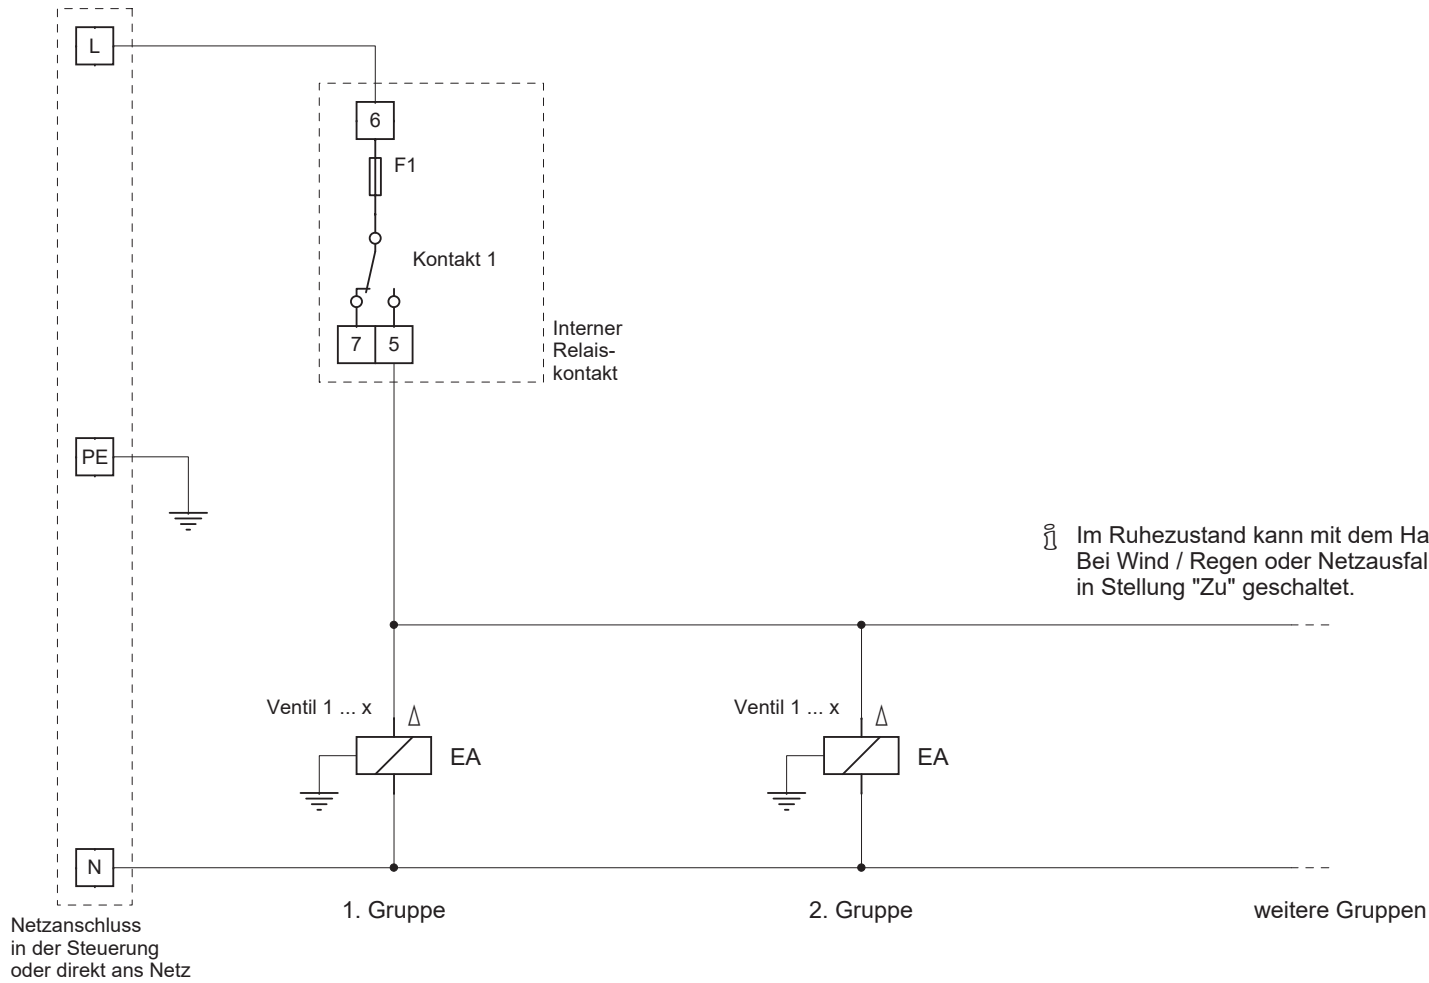 L
6
F1
Kontakt 1
7 5
Interner
Relais-
kontakt
PE
Im Ruhezustand kann mit dem Ha
Bei Wind / Regen oder Netzausfal
in Stellung "Zu" geschaltet.
Ventil 1 ... x
EA
Ventil 1 ... x
EA
N
1. Gruppe
2. Gruppe
weitere Gruppen
Netzanschluss
in der Steuerung
oder direkt ans Netz